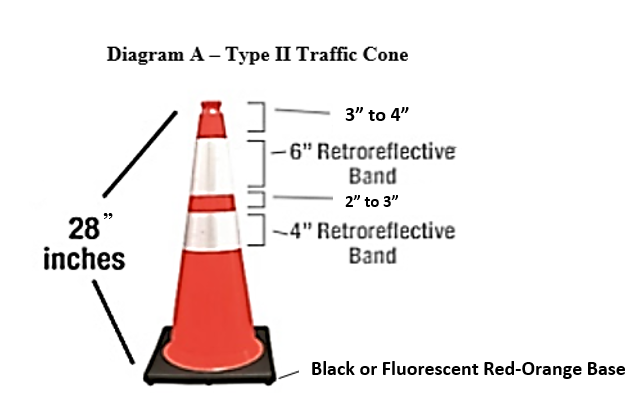 Diagram A – Type II Traffic Cone
3” to 4”
6” Retroreflective
Band
2” to 3”
28”
inches
4” Retroreflective
Band
Black or Fluorescent Red-Orange Base